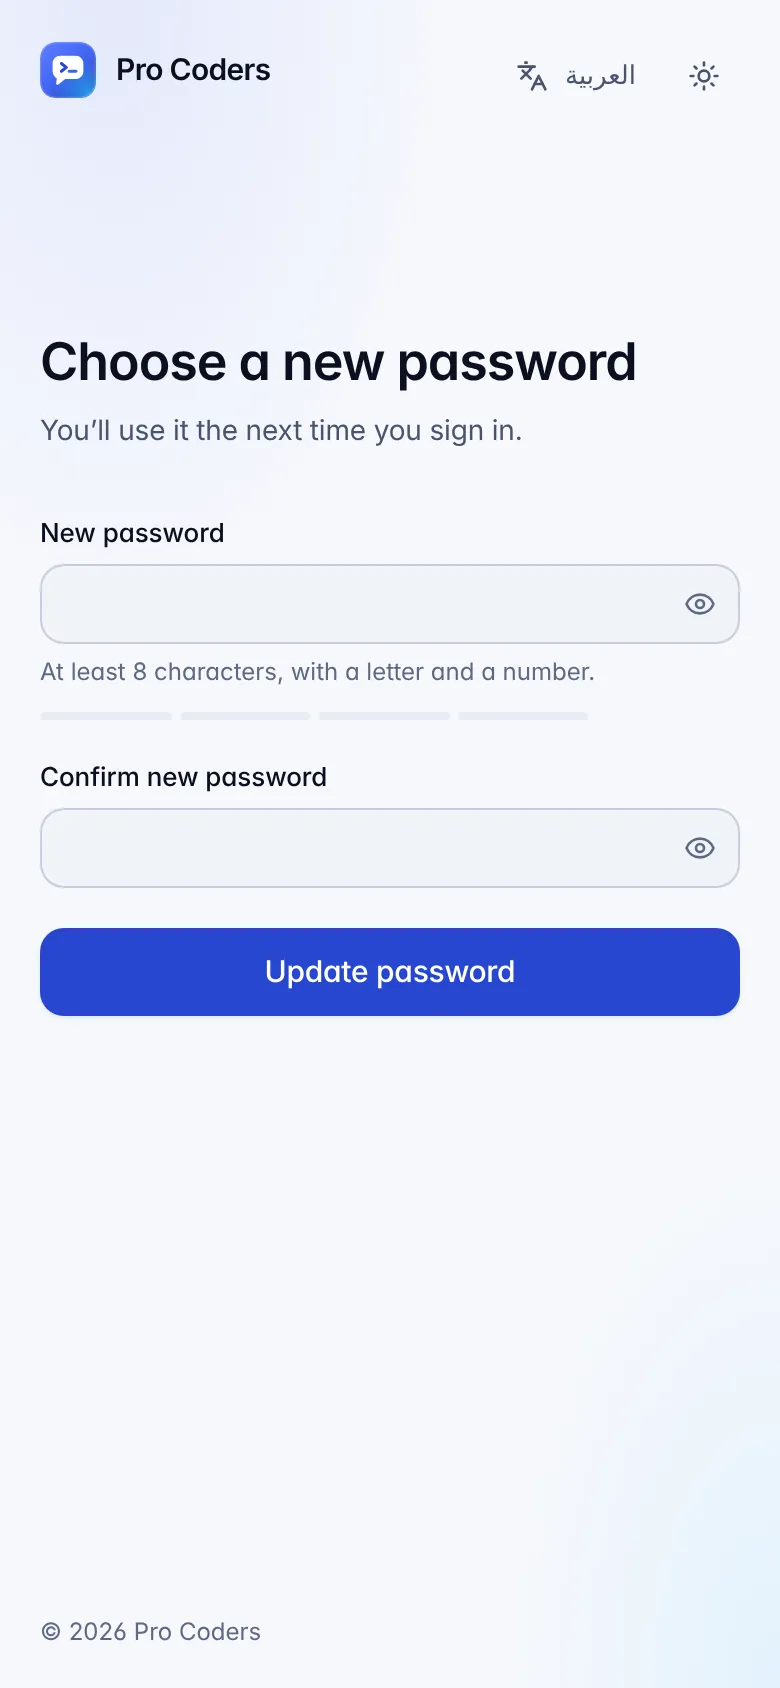 Pro Coders
العربية
Choose a new password
You’ll use it the next time you sign in.
New password
At least 8 characters, with a letter and a number.
Confirm new password
Update password
© 2026 Pro Coders